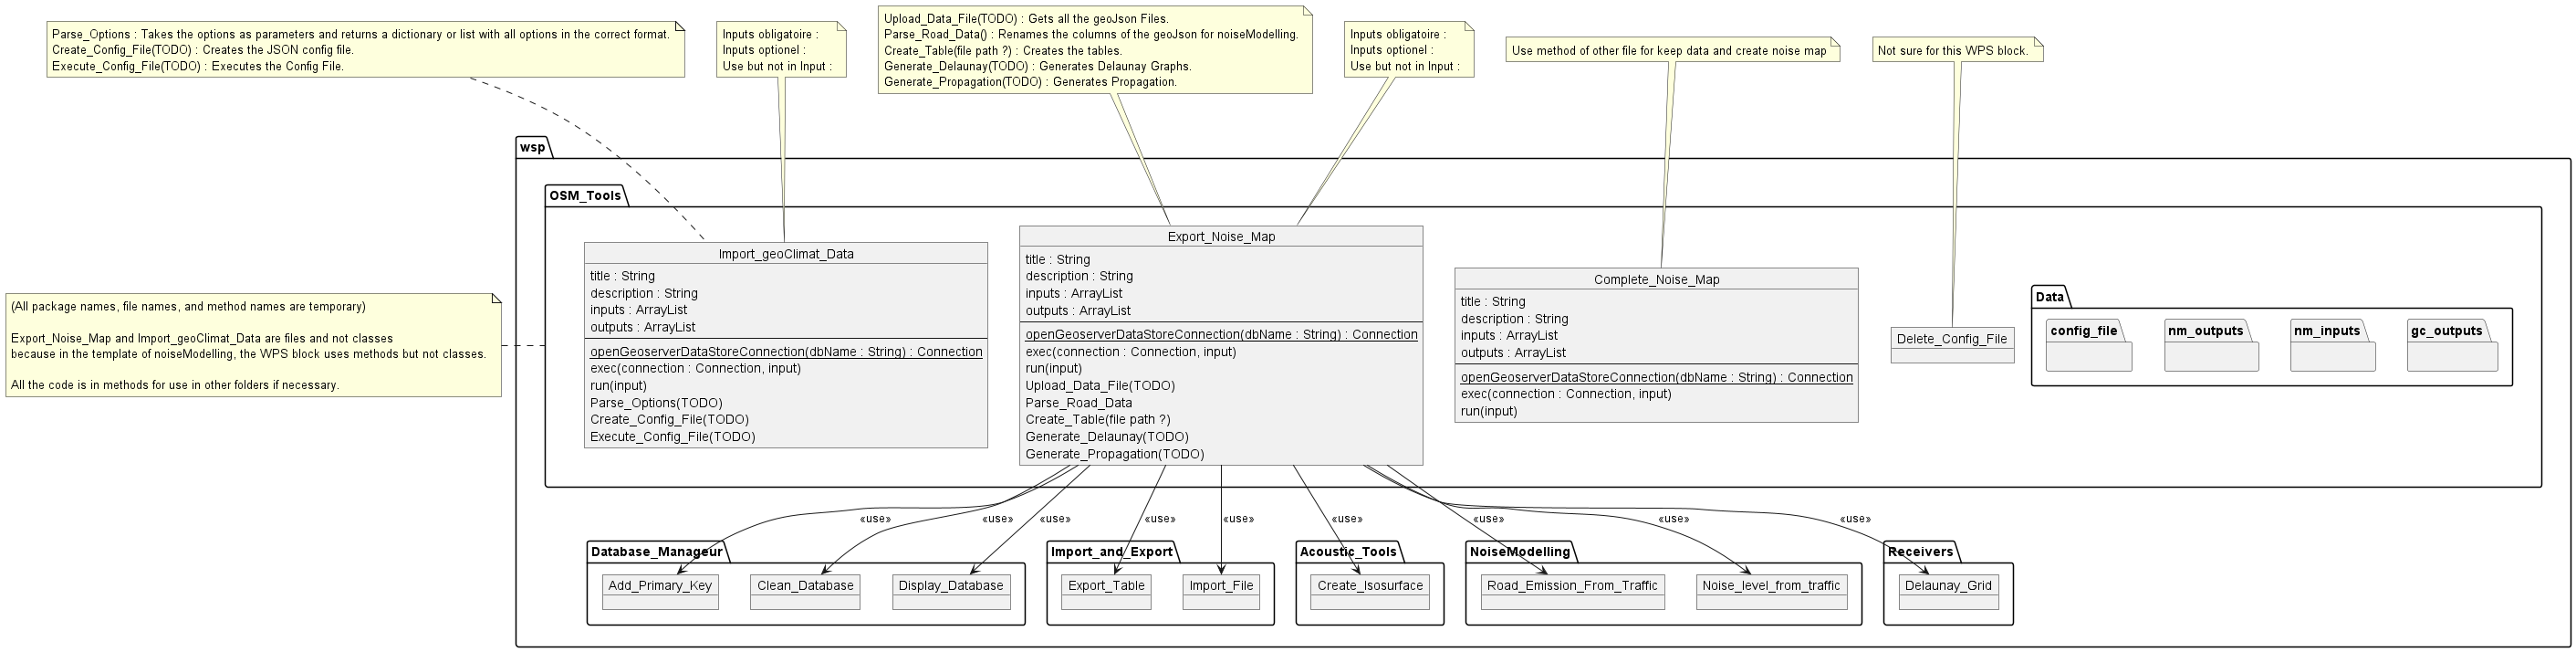 Parse_Options : Takes the options as parameters and returns a dictionary or list with all options in the correct format.
Create_Config_File(TODO) : Creates the JSON config file.
Execute_Config_File(TODO) : Executes the Config File.
Inputs obligatoire :
Inputs optionel :
Use but not in Input :
Upload_Data_File(TODO) : Gets all the geoJson Files.
Parse_Road_Data() : Renames the columns of the geoJson for noiseModelling.
Create_Table(file path ?) : Creates the tables.
Generate_Delaunay(TODO) : Generates Delaunay Graphs.
Generate_Propagation(TODO) : Generates Propagation.
Inputs obligatoire :
Inputs optionel :
Use but not in Input :
Use method of other file for keep data and create noise map
Not sure for this WPS block.
wsp
OSM_Tools
Import_geoClimat_Data
title : String
description : String
inputs : ArrayList
outputs : ArrayList
openGeoserverDataStoreConnection(dbName : String) : Connection
exec(connection : Connection, input)
run(input)
Parse_Options(TODO)
Create_Config_File(TODO)
Execute_Config_File(TODO)
Export_Noise_Map
title : String
description : String
inputs : ArrayList
outputs : ArrayList
openGeoserverDataStoreConnection(dbName : String) : Connection
exec(connection : Connection, input)
run(input)
Upload_Data_File(TODO)
Parse_Road_Data
Create_Table(file path ?)
Generate_Delaunay(TODO)
Generate_Propagation(TODO)
Complete_Noise_Map
title : String
description : String
inputs : ArrayList
outputs : ArrayList
openGeoserverDataStoreConnection(dbName : String) : Connection
exec(connection : Connection, input)
run(input)
Delete_Config_File
Data
config_file
nm_outputs
nm_inputs
gc_outputs
(All package names, file names, and method names are temporary)
Export_Noise_Map and Import_geoClimat_Data are files and not classes
because in the template of noiseModelling, the WPS block uses methods but not classes.
All the code is in methods for use in other folders if necessary.
«use»
«use»
«use»
«use»
«use»
«use»
«use»
«use»
«use»
Database_Manageur
Add_Primary_Key
Clean_Database
Display_Database
Import_and_Export
Export_Table
Import_File
Acoustic_Tools
Create_Isosurface
NoiseModelling
Road_Emission_From_Traffic
Noise_level_from_traffic
Receivers
Delaunay_Grid